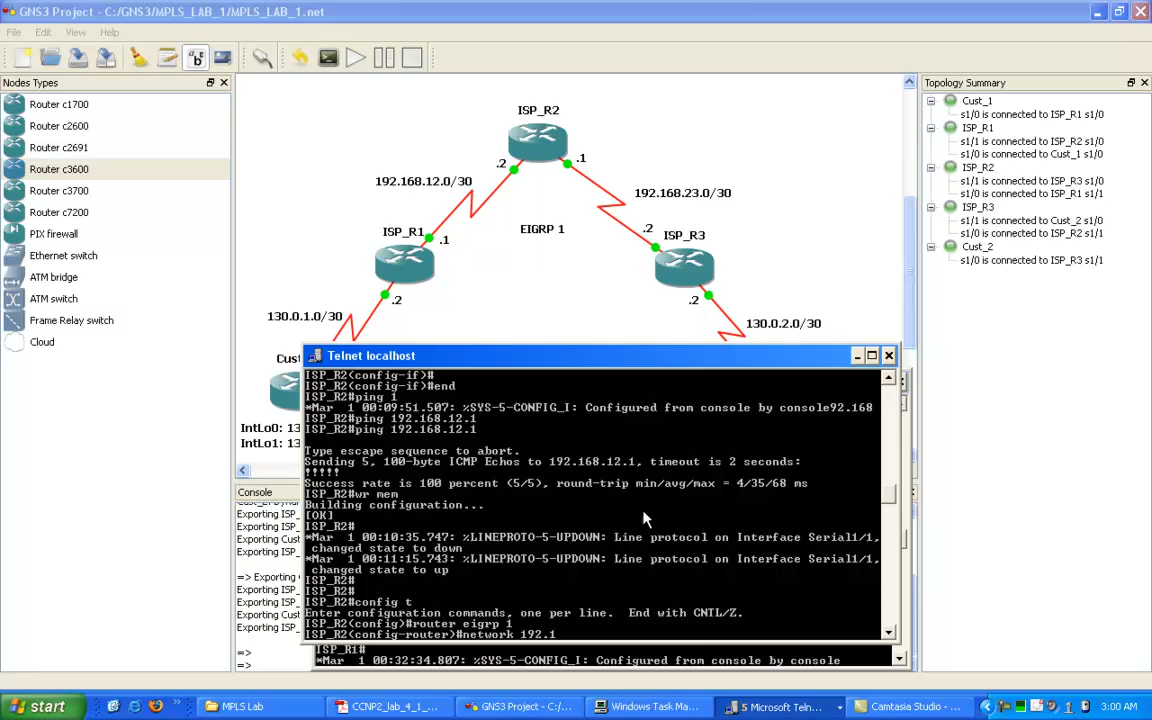 GNS3 Project - C:/GNS3/MPLS_LAB_1/MPLS_LAB_1.net
File Edit View Help
Nodes Types
Router c1700
Router c2600
Router c2691
Router c3600
Router c3700
Router c7200
PIX firewall
Ethernet switch
ATM bridge
ATM switch
Frame Relay switch
Cloud
ISP_R2
.2
.1
192.168.12.0/30
192.168.23.0/30
EIGRP 1
ISP_R1
.1
.2
ISP_R3
.2
.2
130.0.1.0/30
130.0.2.0/30
Cust
IntLo0: 13
IntLo1: 13
Topology Summary
Cust_1
s1/0 is connected to ISP_R1 s1/0
ISP_R1
s1/1 is connected to ISP_R2 s1/0
s1/0 is connected to Cust_1 s1/0
ISP_R2
s1/1 is connected to ISP_R3 s1/0
s1/0 is connected to ISP_R1 s1/1
ISP_R3
s1/1 is connected to Cust_2 s1/0
s1/0 is connected to ISP_R2 s1/1
Cust_2
s1/0 is connected to ISP_R3 s1/1
Console
Exporting ISP_
Exporting ISP_
Exporting Cust
Exporting ISP_
=> Exporting
Exporting ISP_
Exporting ISP_
Exporting Cust
Exporting ISP_
=>
=>
Telnet localhost
ISP_R2(config-if)#
ISP_R2(config-if)#end
ISP_R2#ping 1
*Mar  1 00:09:51.507: %SYS-5-CONFIG_I: Configured from console by console92.168
ISP_R2#ping 192.168.12.1
ISP_R2#ping 192.168.12.1
Type escape sequence to abort.
Sending 5, 100-byte ICMP Echos to 192.168.12.1, timeout is 2 seconds:
!!!!!
Success rate is 100 percent (5/5), round-trip min/avg/max = 4/35/68 ms
ISP_R2#wr mem
Building configuration...
[OK]
ISP_R2#
*Mar  1 00:10:35.747: %LINEPROTO-5-UPDOWN: Line protocol on Interface Serial1/1,
changed state to down
*Mar  1 00:11:15.743: %LINEPROTO-5-UPDOWN: Line protocol on Interface Serial1/1,
changed state to up
ISP_R2#
ISP_R2#
ISP_R2#config t
Enter configuration commands, one per line.  End with CNTL/Z.
ISP_R2(config)#router eigrp 1
ISP_R2(config-router)#network 192.1
ISP_R1#
*Mar  1 00:32:34.807: %SYS-5-CONFIG_I: Configured from console by console
start
MPLS Lab
CCNP2_lab_4_1_...
GNS3 Project - C:/...
Windows Task Ma...
5 Microsoft Teln...
Camtasia Studio - ...
3:00 AM